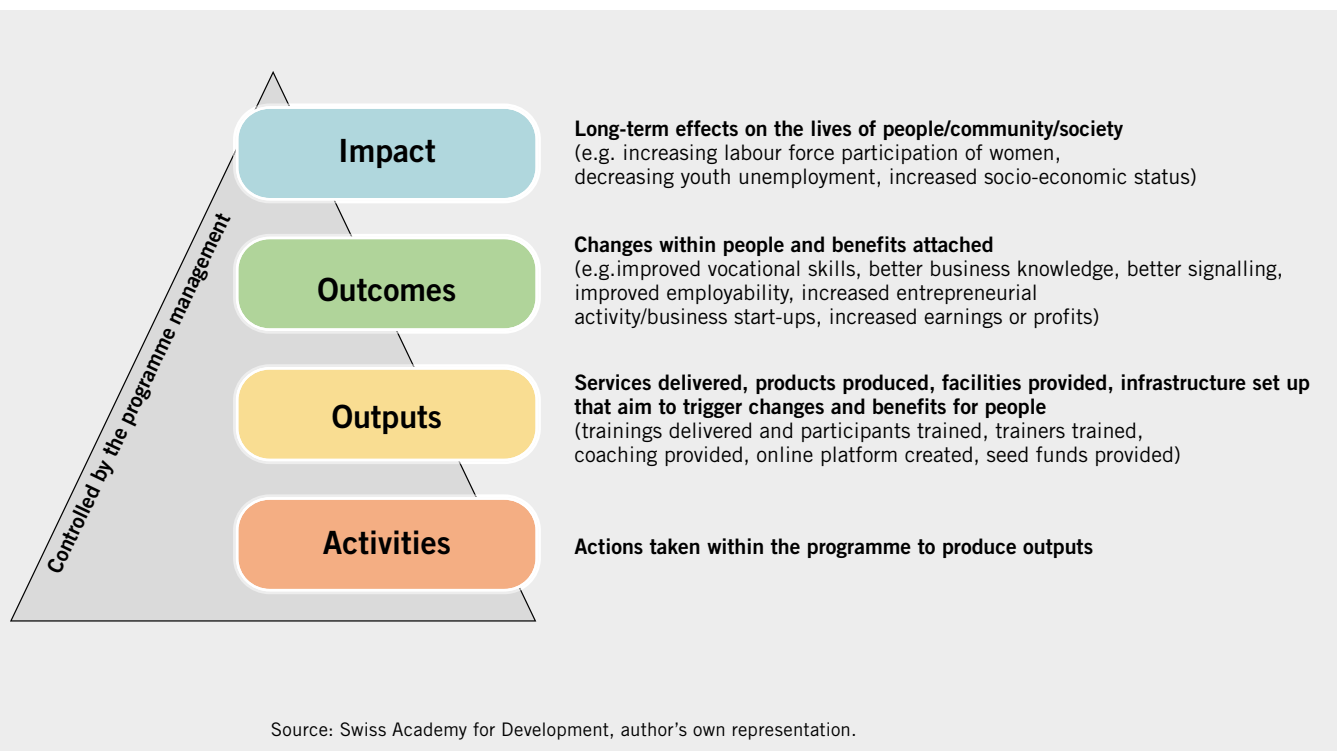 Controlled by the programme management
Impact
Long-term effects on the lives of people/community/society
(e.g. increasing labour force participation of women,
decreasing youth unemployment, increased socio-economic status)
Outcomes
Changes within people and benefits attached
(e.g.improved vocational skills, better business knowledge, better signalling,
improved employability, increased entrepreneurial
activity/business start-ups, increased earnings or profits)
Outputs
Services delivered, products produced, facilities provided, infrastructure set up
that aim to trigger changes and benefits for people
(trainings delivered and participants trained, trainers trained,
coaching provided, online platform created, seed funds provided)
Activities
Actions taken within the programme to produce outputs
Source: Swiss Academy for Development, author's own representation.